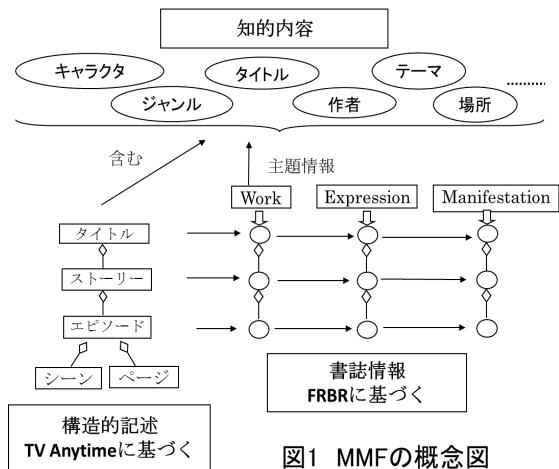 知的内容
キャラクタ
タイトル
テーマ
ジャンル
作者
場所
含む
主題情報
Work
Expression
Manifestation
タイトル
ストーリー
エピソード
シーン
ページ
書誌情報
FRBRに基づく
構造的記述
TV Anytimeに基づく
図1 MMFの概念図